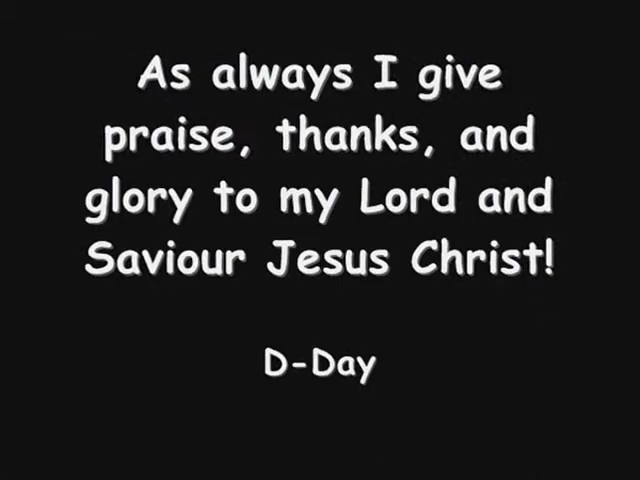 As always I give
praise, thanks, and
glory to my Lord and
Saviour Jesus Christ!
D-Day